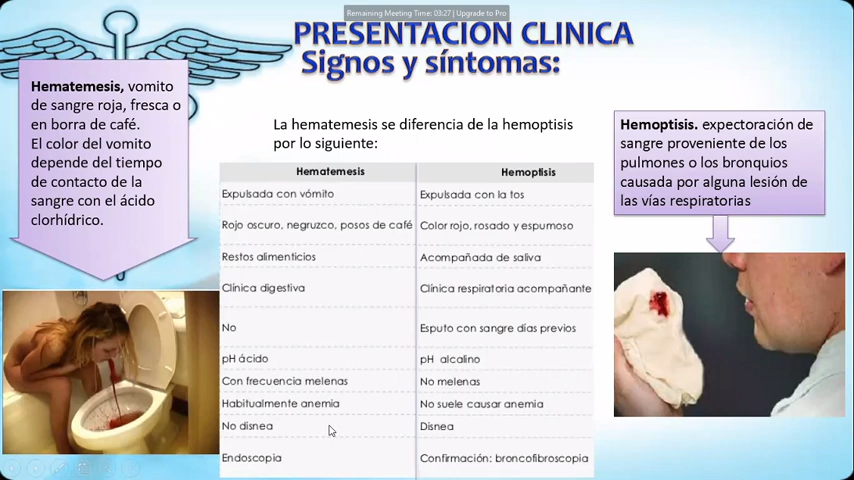 Remaining Meeting Time: 03:27 | Upgrade to Pro
PRESENTACION CLINICA
Signos y síntomas:
Hematemesis, vomito
de sangre roja, fresca o
en borra de café.
El color del vomito
depende del tiempo
de contacto de la
sangre con el ácido
clorhídrico.
La hematemesis se diferencia de la hemoptisis
por lo siguiente:
Hematemesis Hemoptisis
Expulsada con vómito Expulsada con la tos
Rojo oscuro, negruzco, posos de café Color rojo, rosado y espumoso
Restos alimenticios Acompañada de saliva
Clínica digestiva Clínica respiratoria acompañante
No Esputo con sangre días previos
pH ácido pH alcalino
Con frecuencia melenas No melenas
Habitualmente anemia No suele causar anemia
No disnea Disnea
Endoscopia Confirmación: broncofibroscopia
Hemoptisis. expectoración de
sangre proveniente de los
pulmones o los bronquios
causada por alguna lesión de
las vías respiratorias